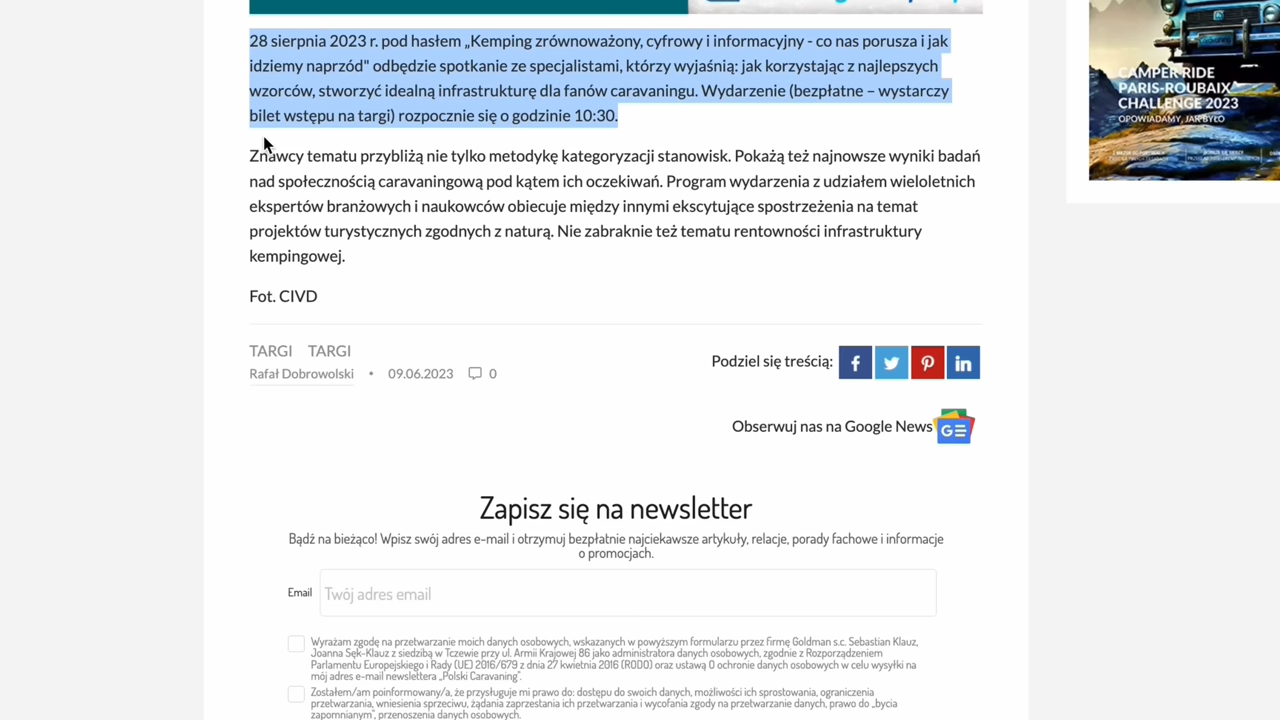 28 sierpnia 2023 r. pod hasłem „Kemping zrównoważony, cyfrowy i informacyjny - co nas porusza i jak
idziemy naprzód" odbędzie spotkanie ze specjalistami, którzy wyjaśnią: jak korzystając z najlepszych
wzorców, stworzyć idealną infrastrukturę dla fanów caravaningu. Wydarzenie (bezpłatne – wystarczy
bilet wstępu na targi) rozpocznie się o godzinie 10:30.
Znawcy tematu przybliżą nie tylko metodykę kategoryzacji stanowisk. Pokażą też najnowsze wyniki badań
nad społecznością caravaningową pod kątem ich oczekiwań. Program wydarzenia z udziałem wieloletnich
ekspertów branżowych i naukowców obiecuje między innymi ekscytujące spostrzeżenia na temat
projektów turystycznych zgodnych z naturą. Nie zabraknie też tematu rentowności infrastruktury
kempingowej.
Fot. CIVD
TARGI TARGI
Rafał Dobrowolski • 09.06.2023 0
Podziel się treścią:
Obserwuj nas na Google News
Zapisz się na newsletter
Bądź na bieżąco! Wpisz swój adres e-mail i otrzymuj bezpłatnie najciekawsze artykuły, relacje, porady fachowe i informacje
o promocjach.
Email Twój adres email
Wyrażam zgodę na przetwarzanie moich danych osobowych, wskazanych w powyższym formularzu przez firmę Goldman s.c. Sebastian Klauz,
Joanna Sęk-Klauz z siedzibą w Tczewie przy ul. Armii Krajowej 86 jako administratora danych osobowych, zgodnie z Rozporządzeniem
Parlamentu Europejskiego i Rady (UE) 2016/679 z dnia 27 kwietnia 2016 (RODO) oraz ustawą O ochronie danych osobowych w celu wysyłki na
mój adres e-mail newslettera „Polski Caravaning".
Zostałem/am poinformowany/a, że przysługuje mi prawo do: dostępu do swoich danych, możliwości ich sprostowania, ograniczenia
przetwarzania, wniesienia sprzeciwu, żądania zaprzestania ich przetwarzania i wycofania zgody na przetwarzanie danych, prawo do „bycia
zapomnianym", przenoszenia danych osobowych.
CAMPER RIDE
PARIS-ROUBAIX
CHALLENGE 2023
OPOWIADAMY, JAK BYŁO